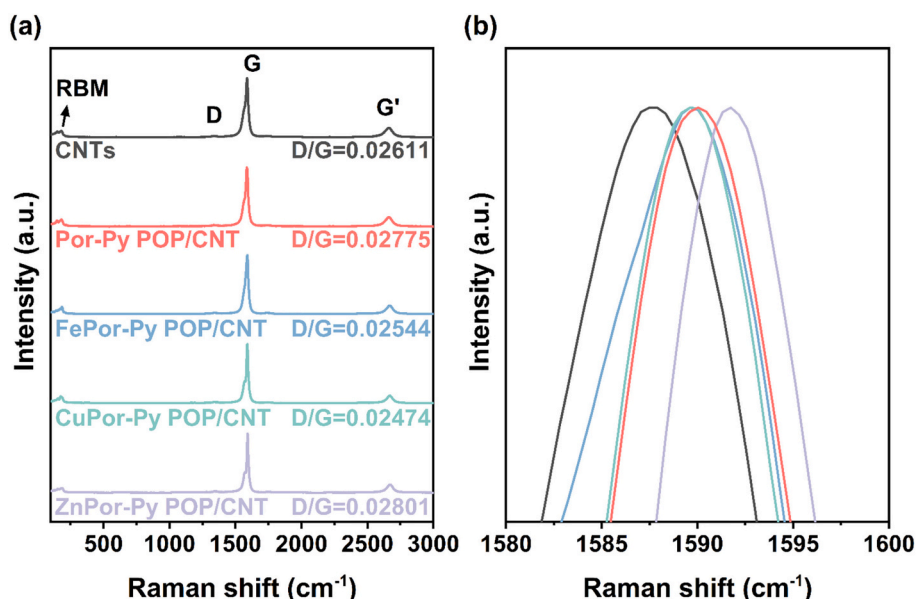 (a)
G
RBM
D
G'
CNTs D/G=0.02611
Por-Py POP/CNT D/G=0.02775
FePor-Py POP/CNT D/G=0.02544
CuPor-Py POP/CNT D/G=0.02474
ZnPor-Py POP/CNT D/G=0.02801
Intensity (a.u.)
500 1000 1500 2000 2500 3000
Raman shift (cm⁻¹)
(b)
Intensity (a.u.)
1580 1585 1590 1595 1600
Raman shift (cm⁻¹)